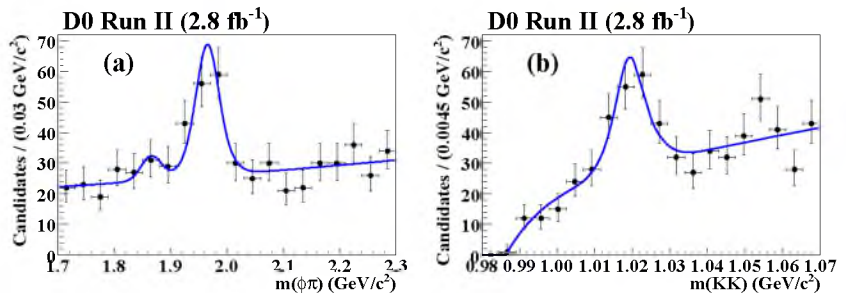 D0 Run II (2.8 fb⁻¹)
Candidates / (0.03 GeV/c²)
70
60
50
40
30
20
10
0
(a)
1.7 1.8 1.9 2.0 2.1 2.2 2.3
m(ϕπ) (GeV/c²)
D0 Run II (2.8 fb⁻¹)
Candidates / (0.0045 GeV/c²)
70
60
50
40
30
20
10
0
(b)
0.98 0.99 1.00 1.01 1.02 1.03 1.04 1.05 1.06 1.07
m(KK) (GeV/c²)